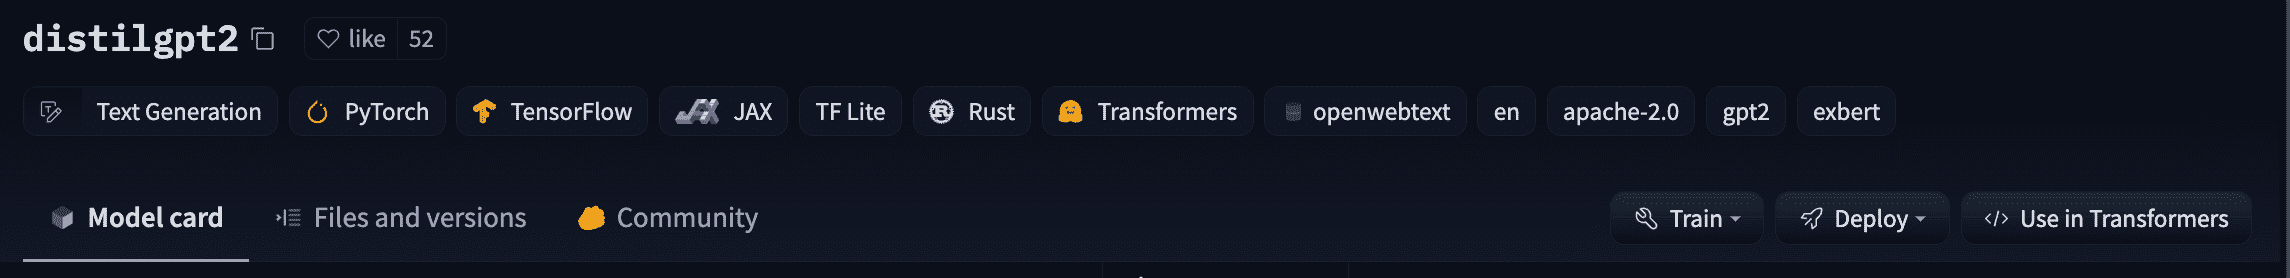 distilgpt2 like 52
Text Generation PyTorch TensorFlow JAX TF Lite Rust Transformers openwebtext en apache-2.0 gpt2 exbert
Model card Files and versions Community Train Deploy </> Use in Transformers